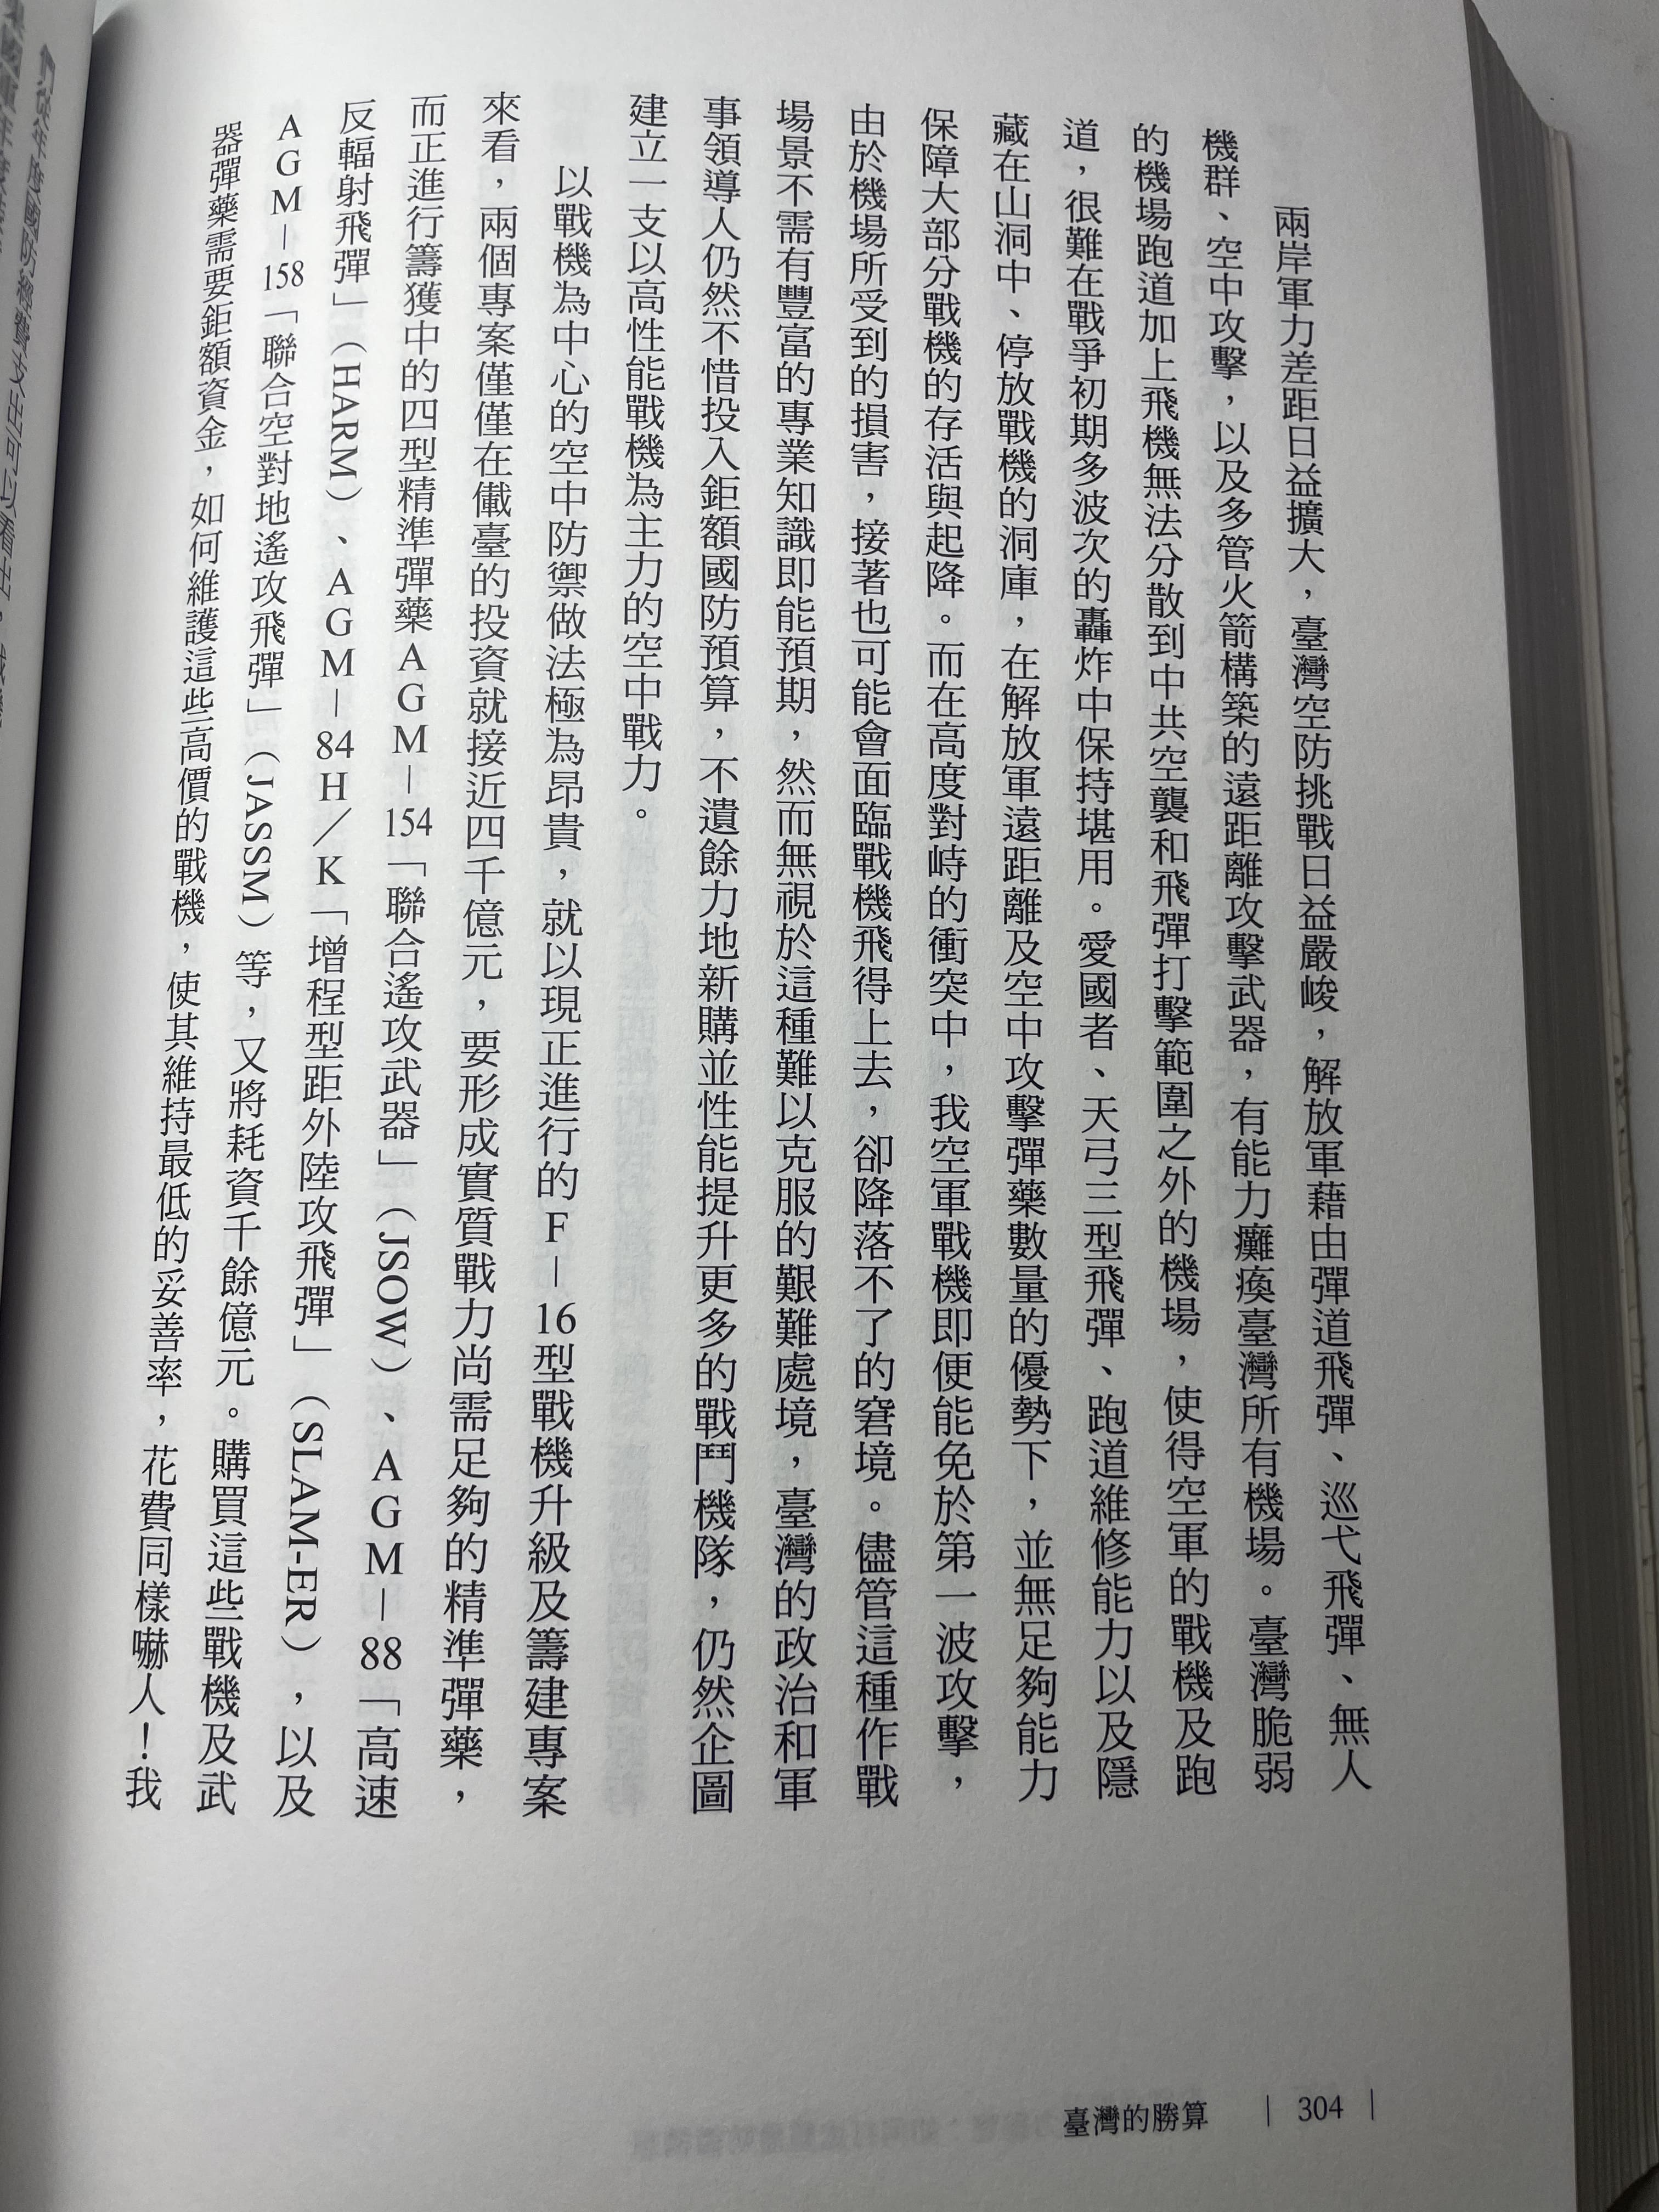 兩岸軍力差距日益擴大，臺灣空防挑戰日益嚴峻，解放軍藉由彈道飛彈、巡弋飛彈、無人
機群、空中攻擊，以及多管火箭構築的遠距離攻擊武器，有能力癱瘓臺灣所有機場。臺灣脆弱
的機場跑道加上飛機無法分散到中共空襲和飛彈打擊範圍之外的機場，使得空軍的戰機及跑
道，很難在戰爭初期多波次的轟炸中保持堪用。愛國者、天弓三型飛彈、跑道維修能力以及隱
藏在山洞中、停放戰機的洞庫，在解放軍遠距離及空中攻擊彈藥數量的優勢下，並無足夠能力
保障大部分戰機的存活與起降。而在高度對峙的衝突中，我空軍戰機即便能免於第一波攻擊，
由於機場所受到的損害，接著也可能會面臨戰機飛得上去，卻降落不了的窘境。儘管這種作戰
場景不需有豐富的專業知識即能預期，然而無視於這種難以克服的艱難處境，臺灣的政治和軍
事領導人仍然不惜投入鉅額國防預算，不遺餘力地新購並性能提升更多的戰鬥機隊，仍然企圖
建立一支以高性能戰機為主力的空中戰力。
以戰機為中心的空中防禦做法極為昂貴，就以現正進行的F－16型戰機升級及籌建專案
來看，兩個專案僅僅在儎臺的投資就接近四千億元，要形成實質戰力尚需足夠的精準彈藥，
而正進行籌獲中的四型精準彈藥AGM－154「聯合遙攻武器」（JSOW）、AGM－88「高速
反輻射飛彈」（HARM）、AGM－84H／K「增程型距外陸攻飛彈」（SLAM-ER），以及
AGM－158「聯合空對地遙攻飛彈」（JASSM）等，又將耗資千餘億元。購買這些戰機及武
器彈藥需要鉅額資金，如何維護這些高價的戰機，使其維持最低的妥善率，花費同樣嚇人！我
臺灣的勝算 ｜304｜